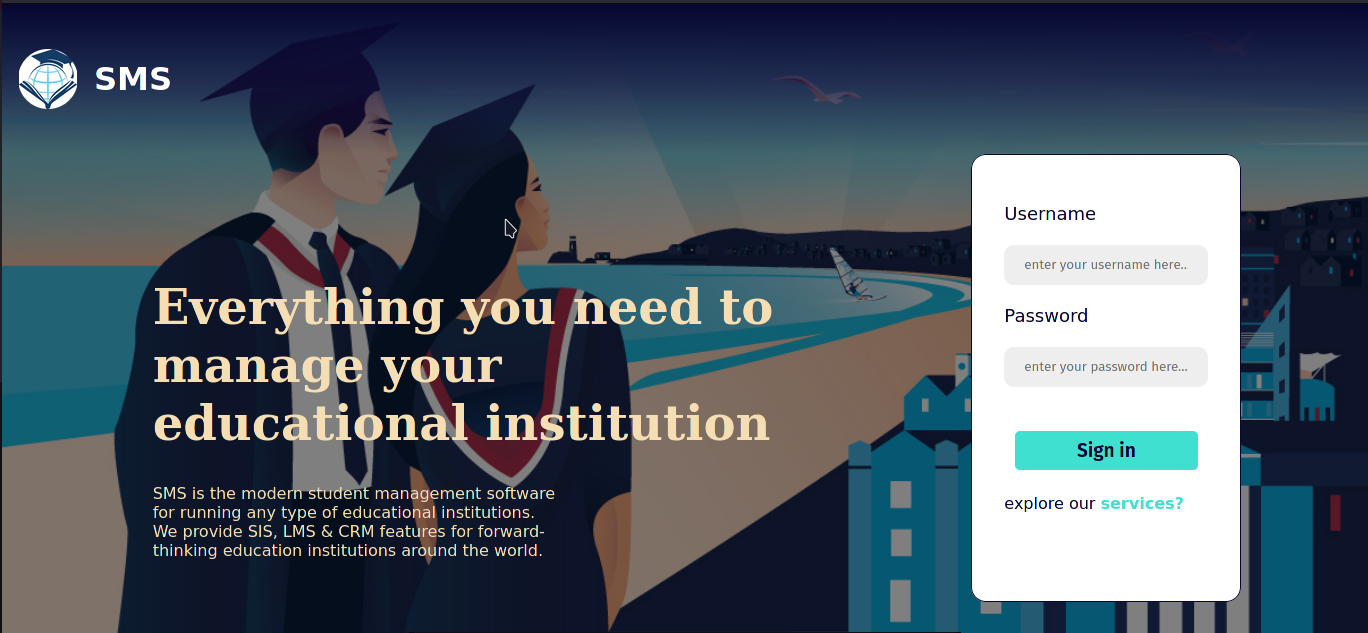 SMS
Everything you need to
manage your
educational institution
SMS is the modern student management software
for running any type of educational institutions.
We provide SIS, LMS & CRM features for forward-
thinking education institutions around the world.
Username
enter your username here..
Password
enter your password here...
Sign in
explore our services?